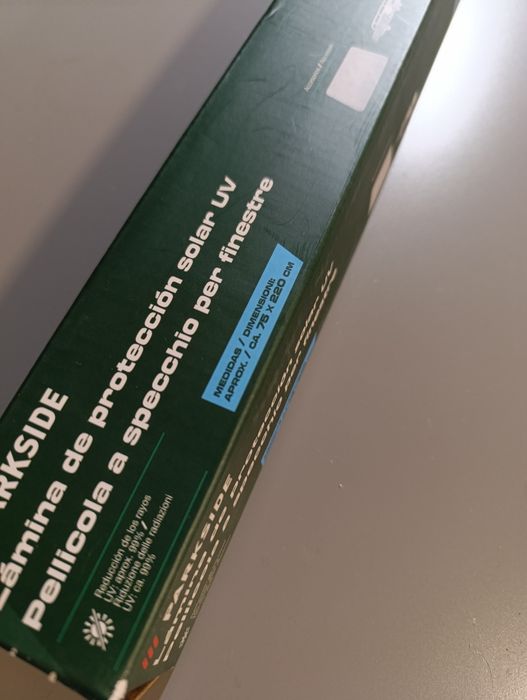 ARKSIDE
Lámina de protección solar UV
Pellicola a specchio per finestre
MEDIDAS / DIMENSIONI:
APROX. / CA. 75 X 220 CM
Reducción de los rayos
UV: aprox. 99% /
Riduzione delle radiazioni
UV: ca. 99%
PARKSIDE